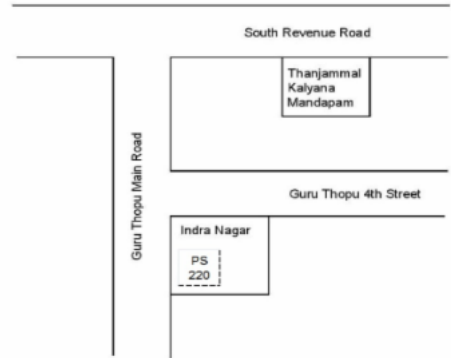 South Revenue Road
Thanjammal
Kalyana
Mandapam
Guru Thopu Main Road
Guru Thopu 4th Street
Indra Nagar
PS
220